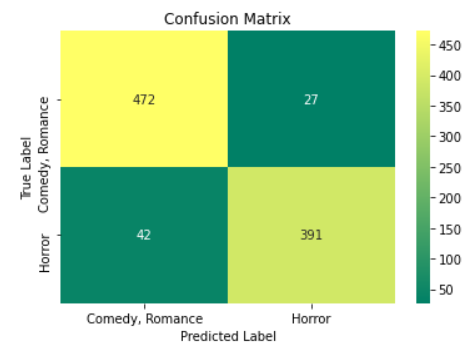 Confusion Matrix
True Label
Comedy, Romance
Horror
472
27
42
391
Comedy, Romance
Horror
Predicted Label
450
400
350
300
250
200
150
100
50